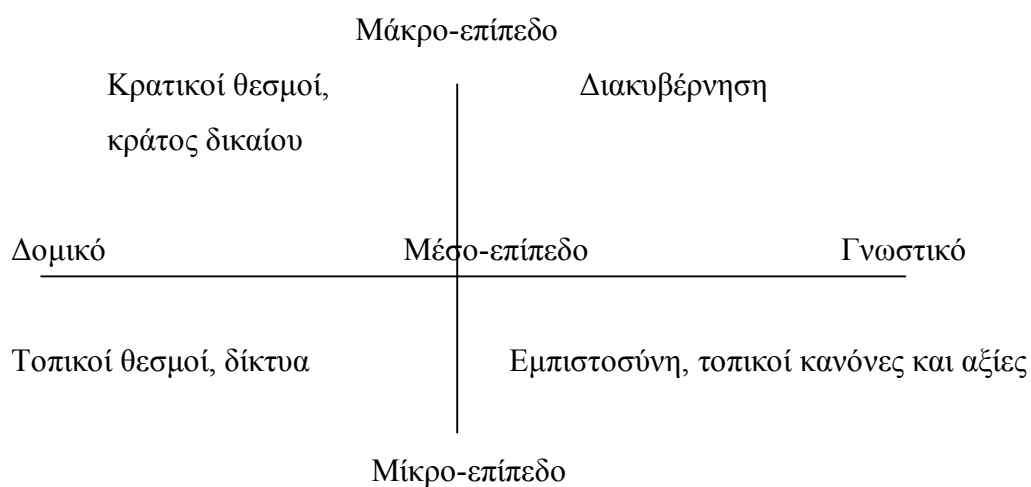 Μάκρο-επίπεδο
Κρατικοί θεσμοί,
κράτος δικαίου
Διακυβέρνηση
Δομικό
Μέσο-επίπεδο
Γνωστικό
Τοπικοί θεσμοί, δίκτυα
Εμπιστοσύνη, τοπικοί κανόνες και αξίες
Μίκρο-επίπεδο